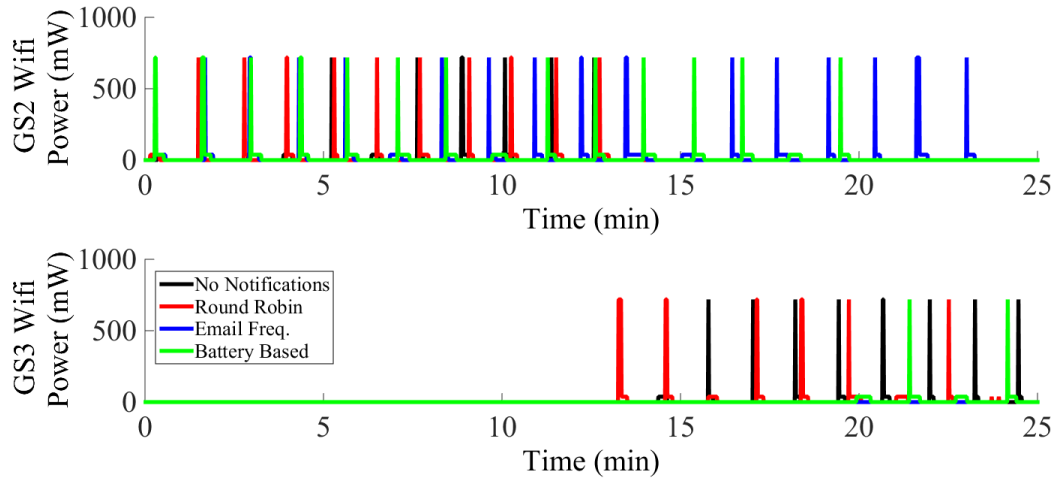 GS2 Wifi
Power (mW)
1000
500
0
0 5 10 15 20 25
Time (min)
GS3 Wifi
Power (mW)
1000
500
0
No Notifications
Round Robin
Email Freq.
Battery Based
0 5 10 15 20 25
Time (min)